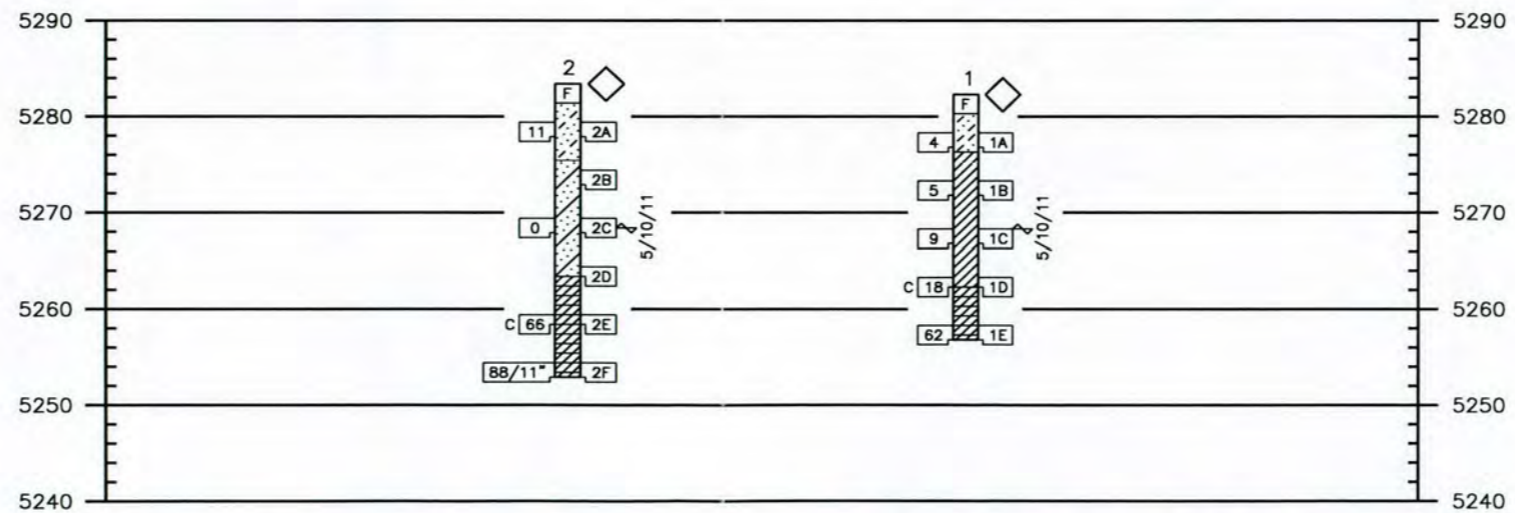 5290 5290
2 1
F F
5280 5280
11 2A 4 1A
2B 5 1B
5270 5270
0 2C 5/10/11 9 1C 5/10/11
2D C 18 1D
5260 5260
C 66 2E 62 1E
88/11" 2F
5250 5250
5240 5240